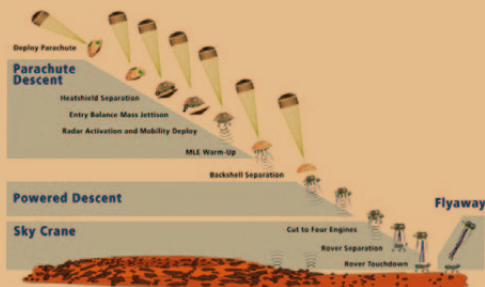 Deploy Parachute
Parachute
Descent
Heatshield Separation
Entry Balance Mass Jettison
Radar Activation and Mobility Deploy
MLE Warm-Up
Backshell Separation
Powered Descent
Flyaway
Sky Crane
Cut to Four Engines
Rover Separation
Rover Touchdown